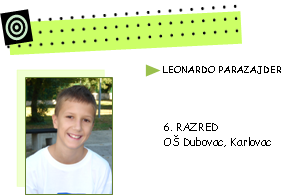 LEONARDO PARAZAJDER
6. RAZRED
OŠ Dubovac, Karlovac